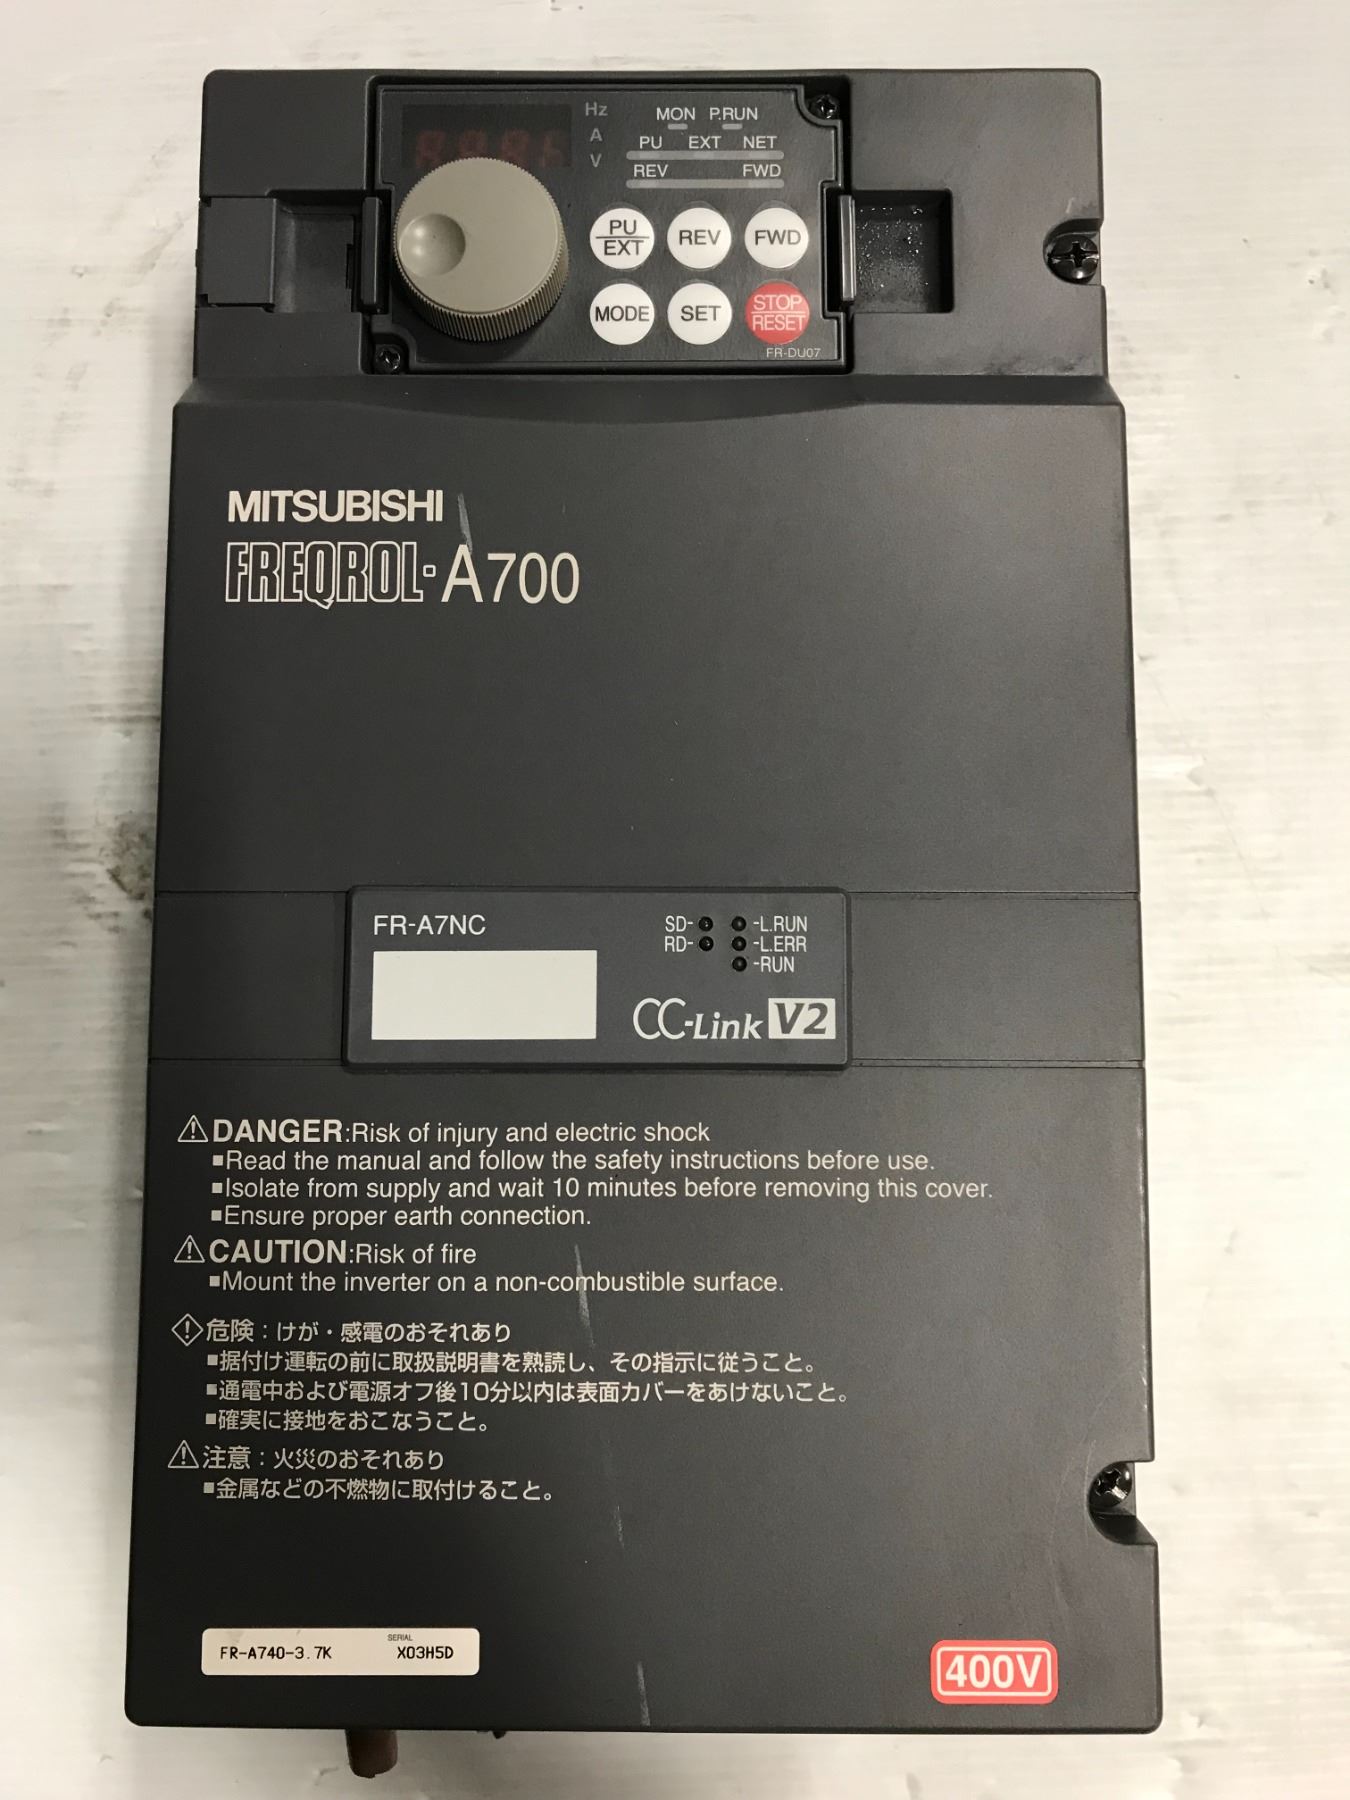 Hz
A
V
MON P.RUN
PU EXT NET
REV FWD
PU
EXT
REV
FWD
MODE
SET
STOP
RESET
FR-DU07
MITSUBISHI
FREQROL-A700
FR-A7NC
SD- -L.RUN
RD- -L.ERR
-RUN
CC-Link V2
⚠DANGER:Risk of injury and electric shock
■Read the manual and follow the safety instructions before use.
■Isolate from supply and wait 10 minutes before removing this cover.
■Ensure proper earth connection.
⚠CAUTION:Risk of fire
■Mount the inverter on a non-combustible surface.
危険：けが・感電のおそれあり
■据付け運転の前に取扱説明書を熟読し、その指示に従うこと。
■通電中および電源オフ後10分以内は表面カバーをあけないこと。
■確実に接地をおこなうこと。
⚠注意：火災のおそれあり
■金属などの不燃物に取付けること。
SERIAL
FR-A740-3.7K X03H5D
400V